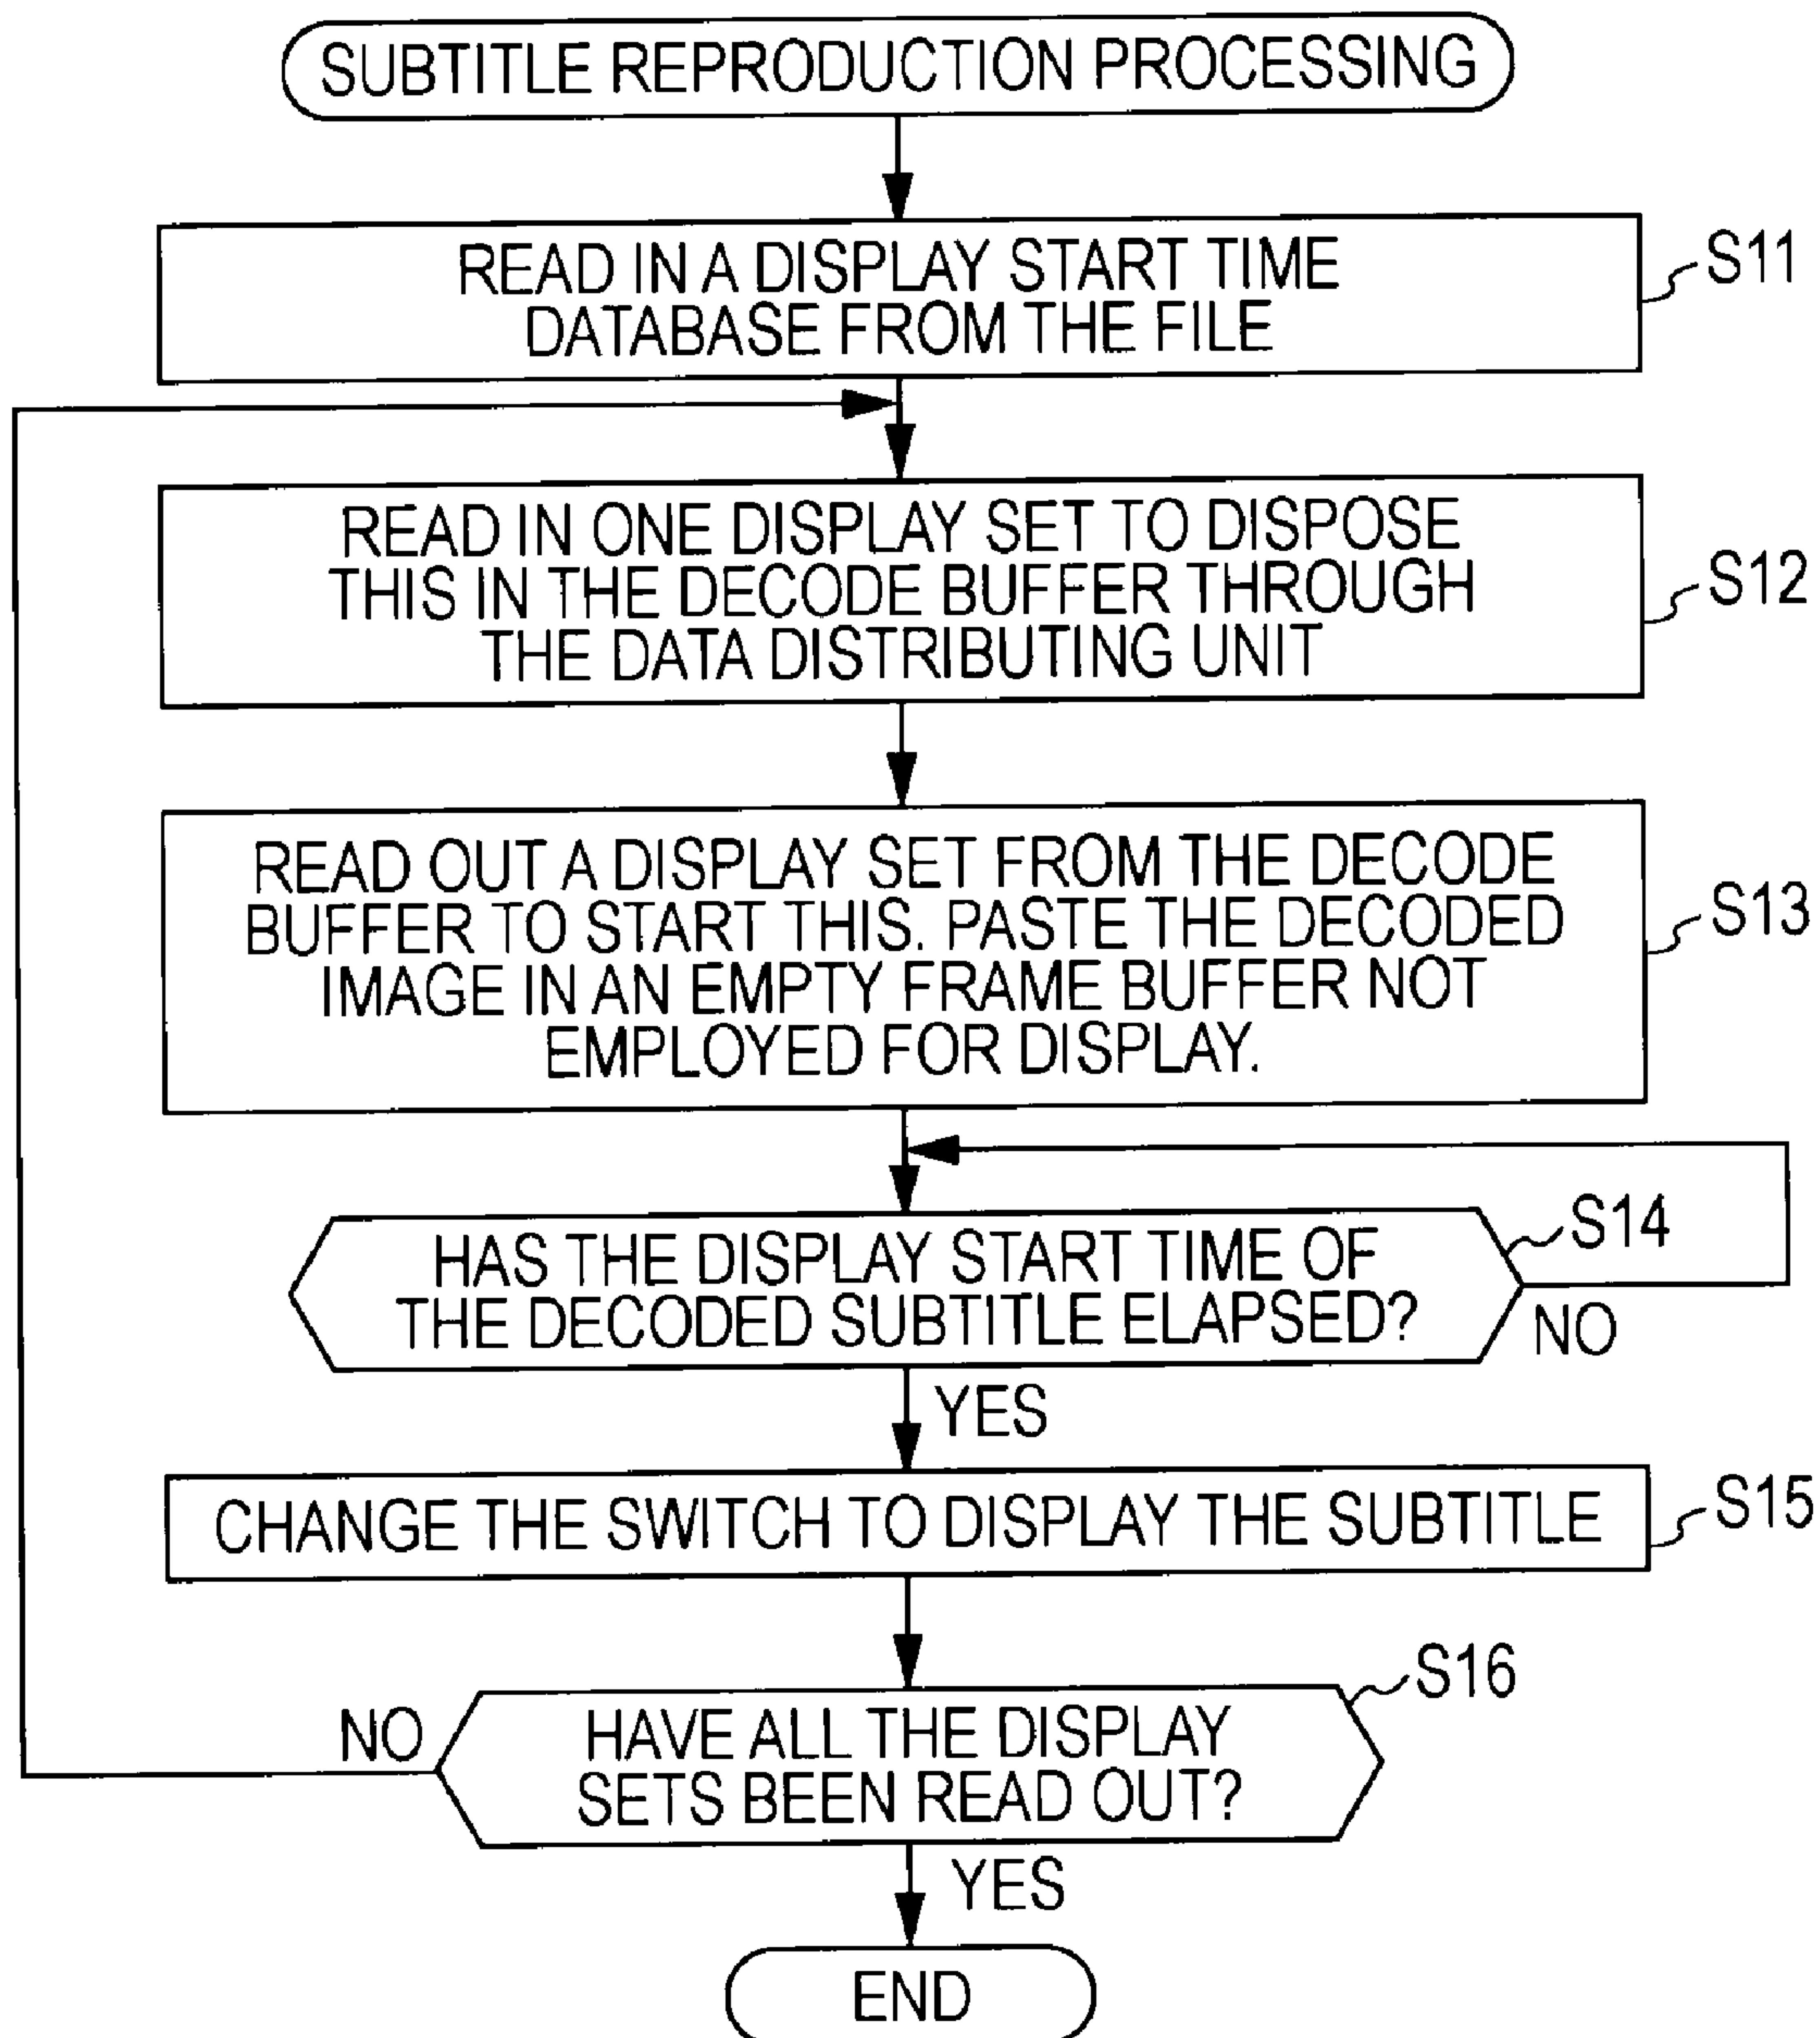 SUBTITLE REPRODUCTION PROCESSING
READ IN A DISPLAY START TIME
DATABASE FROM THE FILE
S11
READ IN ONE DISPLAY SET TO DISPOSE
THIS IN THE DECODE BUFFER THROUGH
THE DATA DISTRIBUTING UNIT
S12
READ OUT A DISPLAY SET FROM THE DECODE
BUFFER TO START THIS. PASTE THE DECODED
IMAGE IN AN EMPTY FRAME BUFFER NOT
EMPLOYED FOR DISPLAY.
S13
HAS THE DISPLAY START TIME OF
THE DECODED SUBTITLE ELAPSED?
S14
NO
YES
CHANGE THE SWITCH TO DISPLAY THE SUBTITLE
S15
HAVE ALL THE DISPLAY
SETS BEEN READ OUT?
S16
NO
YES
END